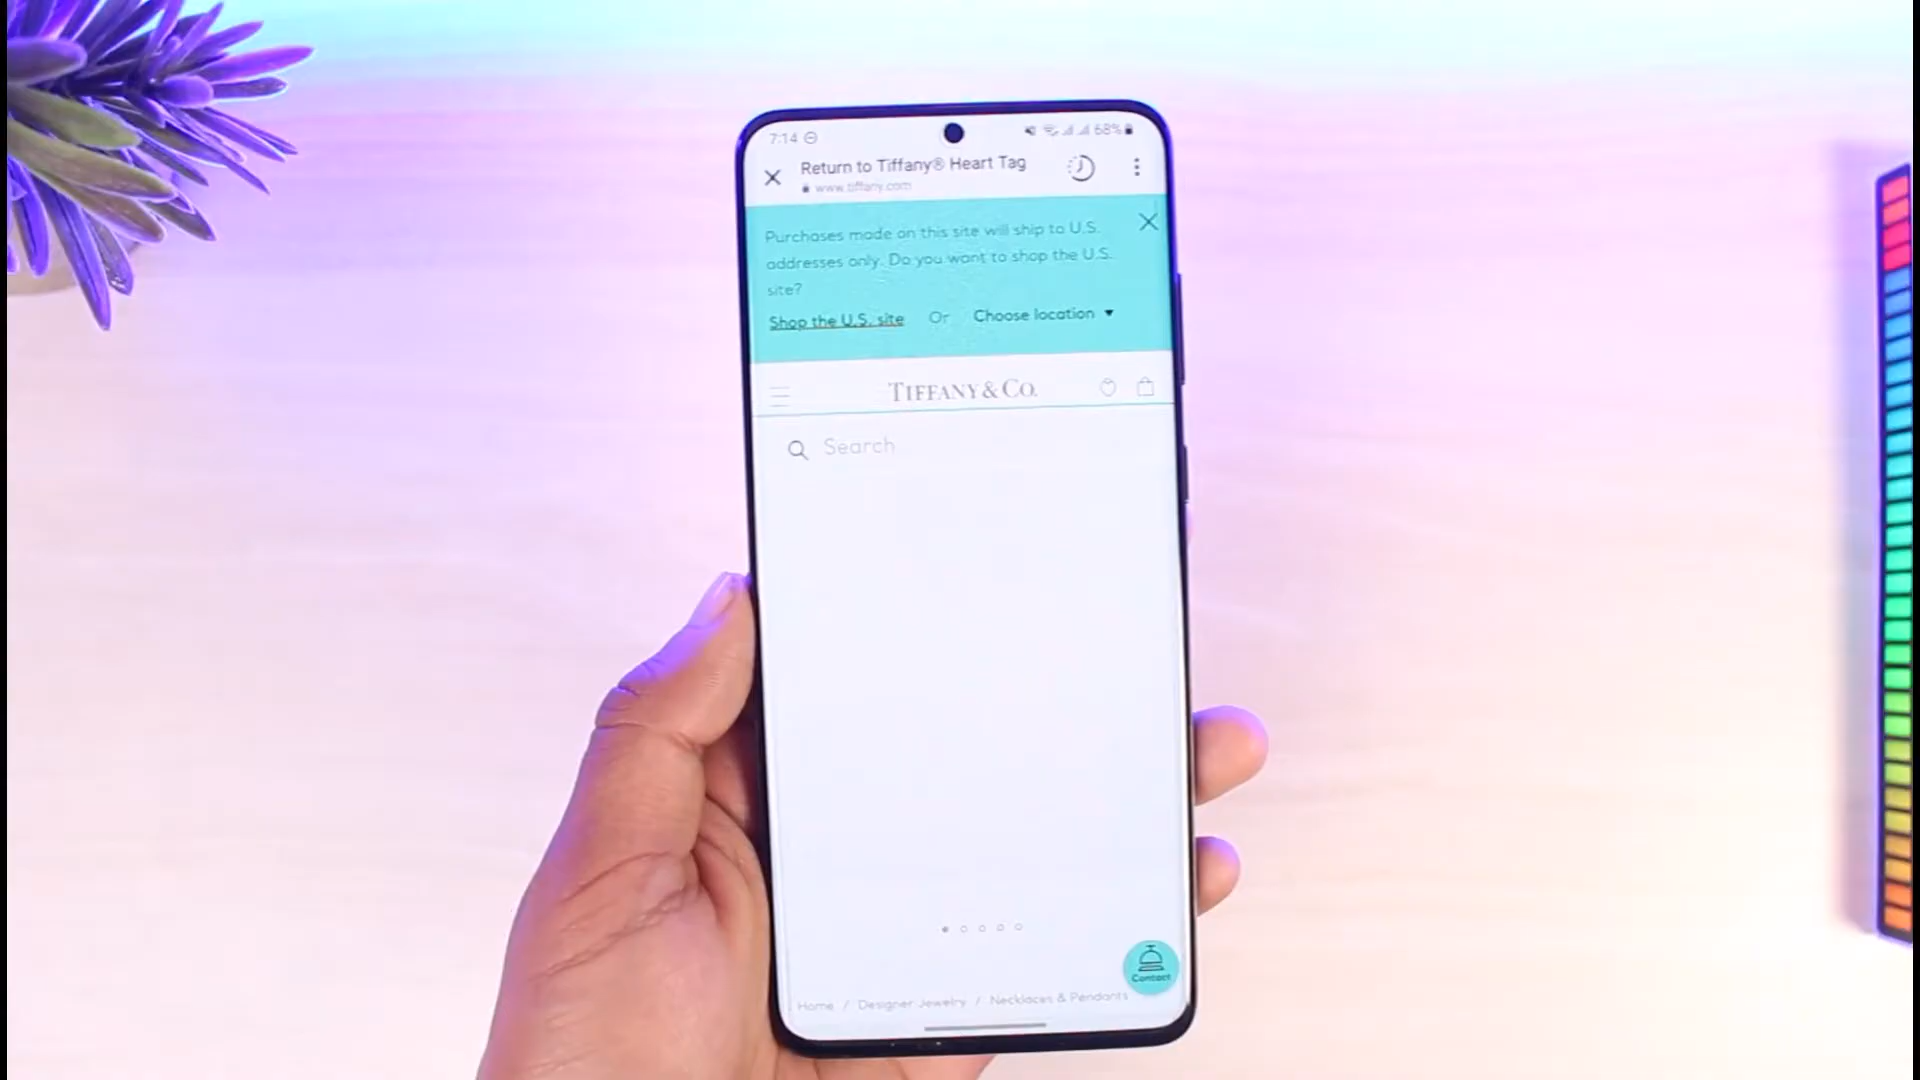 7:14 68%
Return to Tiffany® Heart Tag
www.tiffany.com
Purchases made on this site will ship to U.S.
addresses only. Do you want to shop the U.S.
site?
Shop the U.S. site Or Choose location
TIFFANY & CO.
Search
Contact
Home / Designer Jewelry / Necklaces & Pendants